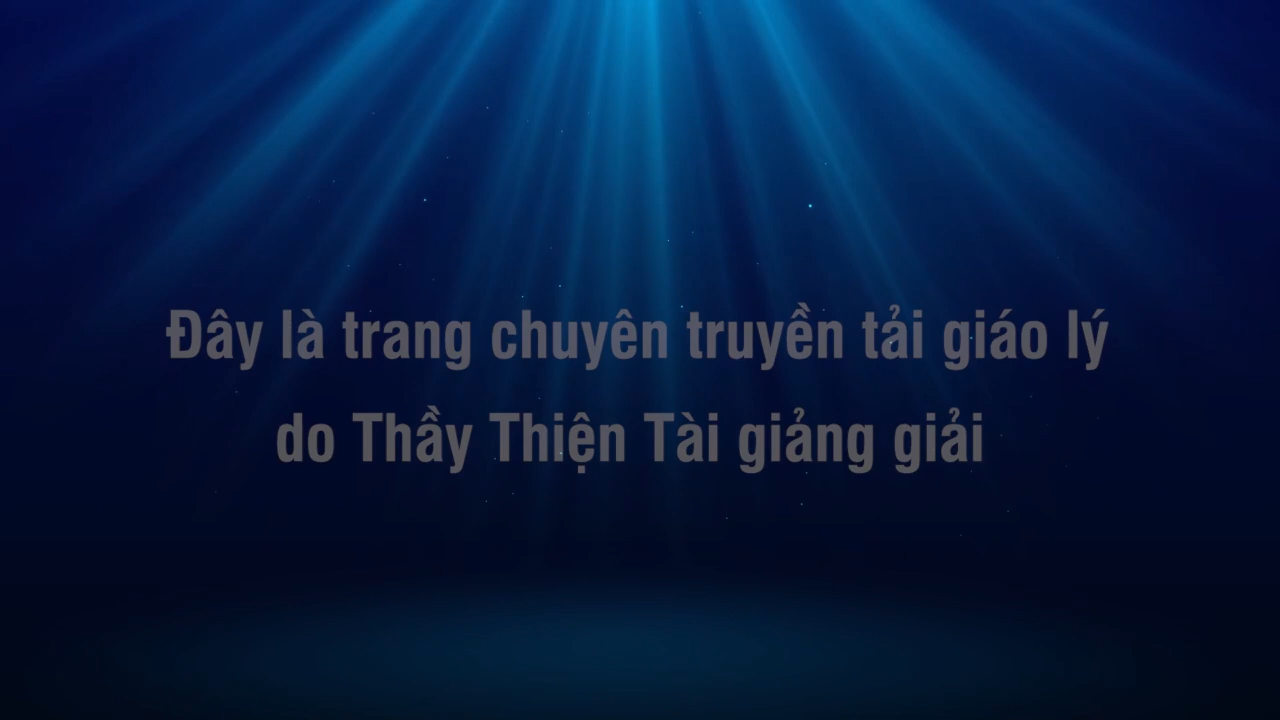 Đây là trang chuyên truyền tải giáo lý
do Thầy Thiện Tài giảng giải